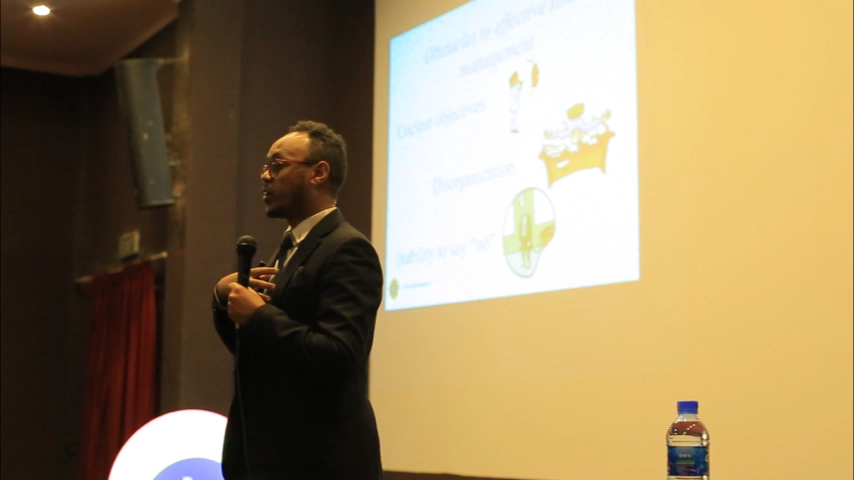 Obstacles to effective time
management
Unclear objectives
Disorganization
Inability to say "no"